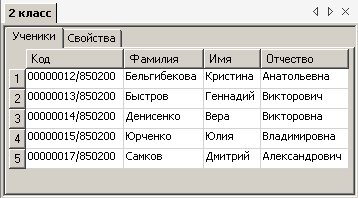 2 класс
Ученики Свойства
Код Фамилия Имя Отчество
1 00000012/850200 Бельгибекова Кристина Анатольевна
2 00000013/850200 Быстров Геннадий Викторович
3 00000014/850200 Денисенко Вера Викторовна
4 00000015/850200 Юрченко Юлия Владимировна
5 00000017/850200 Самков Дмитрий Александрович